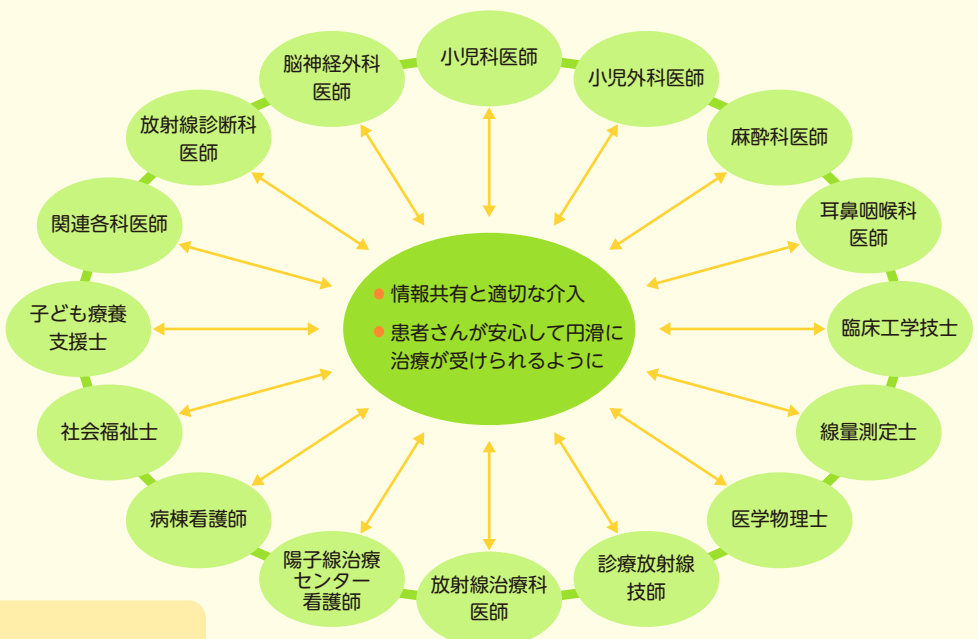 小児科医師
小児外科医師
麻酔科医師
耳鼻咽喉科
医師
臨床工学技士
線量測定士
医学物理士
診療放射線
技師
放射線治療科
医師
陽子線治療
センター
看護師
病棟看護師
社会福祉士
子ども療養
支援士
関連各科医師
放射線診断科
医師
脳神経外科
医師
● 情報共有と適切な介入
● 患者さんが安心して円滑に
治療が受けられるように